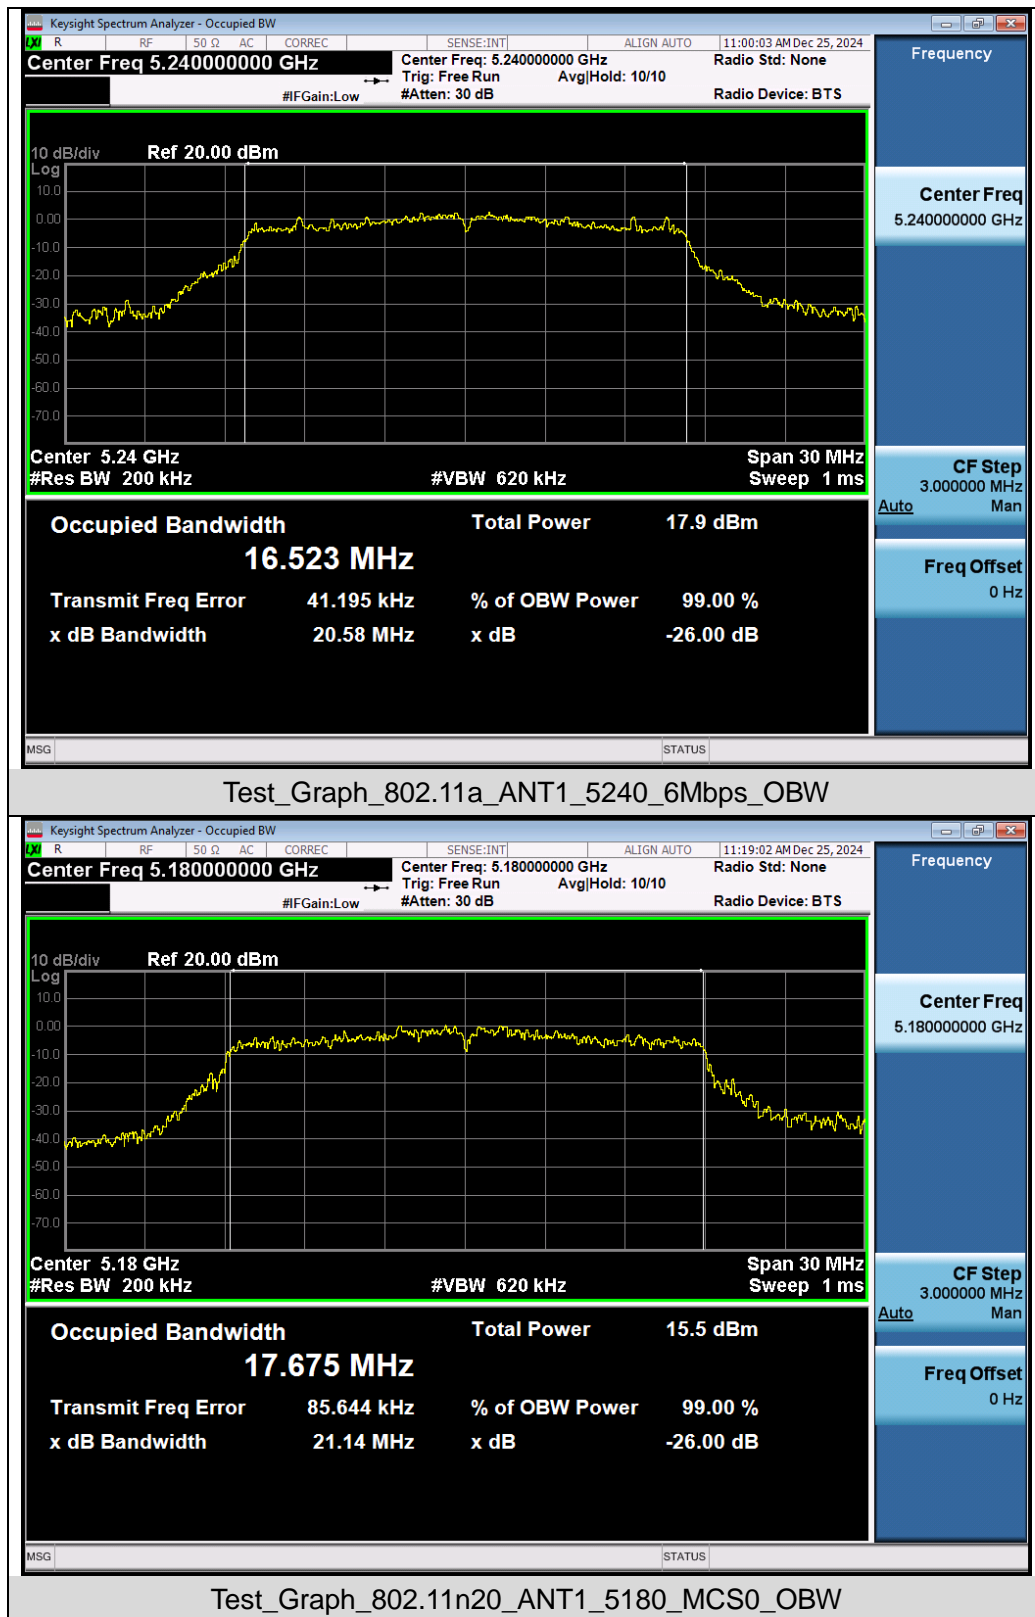 Keysight Spectrum Analyzer - Occupied BW
LXI R RF 50 Ω AC CORREC SENSE:INT ALIGN AUTO 11:00:03 AM Dec 25, 2024
Center Freq 5.240000000 GHz
Center Freq: 5.240000000 GHz Radio Std: None
Trig: Free Run Avg|Hold: 10/10
#IFGain:Low #Atten: 30 dB Radio Device: BTS
Frequency
10 dB/div Ref 20.00 dBm
Log
10.0
0.00
-10.0
-20.0
-30.0
-40.0
-50.0
-60.0
-70.0
Center 5.24 GHz Span 30 MHz
#Res BW 200 kHz #VBW 620 kHz Sweep 1 ms
Center Freq
5.240000000 GHz
CF Step
3.000000 MHz
Auto Man
Freq Offset
0 Hz
Occupied Bandwidth Total Power 17.9 dBm
16.523 MHz
Transmit Freq Error 41.195 kHz % of OBW Power 99.00 %
x dB Bandwidth 20.58 MHz x dB -26.00 dB
MSG STATUS
Test_Graph_802.11a_ANT1_5240_6Mbps_OBW
Keysight Spectrum Analyzer - Occupied BW
LXI R RF 50 Ω AC CORREC SENSE:INT ALIGN AUTO 11:19:02 AM Dec 25, 2024
Center Freq 5.180000000 GHz
Center Freq: 5.180000000 GHz Radio Std: None
Trig: Free Run Avg|Hold: 10/10
#IFGain:Low #Atten: 30 dB Radio Device: BTS
Frequency
10 dB/div Ref 20.00 dBm
Log
10.0
0.00
-10.0
-20.0
-30.0
-40.0
-50.0
-60.0
-70.0
Center 5.18 GHz Span 30 MHz
#Res BW 200 kHz #VBW 620 kHz Sweep 1 ms
Center Freq
5.180000000 GHz
CF Step
3.000000 MHz
Auto Man
Freq Offset
0 Hz
Occupied Bandwidth Total Power 15.5 dBm
17.675 MHz
Transmit Freq Error 85.644 kHz % of OBW Power 99.00 %
x dB Bandwidth 21.14 MHz x dB -26.00 dB
MSG STATUS
Test_Graph_802.11n20_ANT1_5180_MCS0_OBW